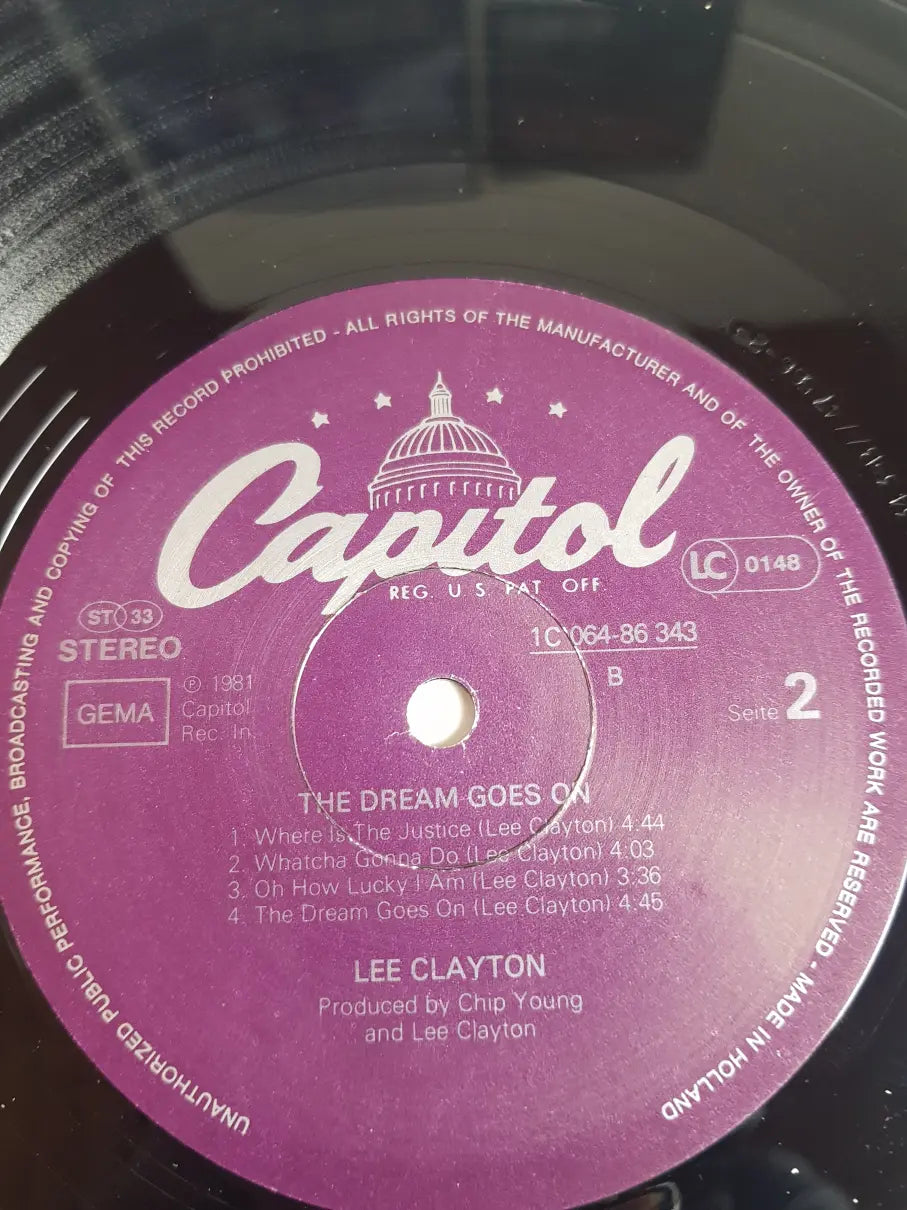 UNAUTHORIZED PUBLIC PERFORMANCE, BROADCASTING AND COPYING OF THIS RECORD PROHIBITED - ALL RIGHTS OF THE MANUFACTURER AND OF THE OWNER OF THE RECORDED WORK ARE RESERVED - MADE IN HOLLAND
Capitol
REG. U S PAT OFF
LC 0148
ST 33
STEREO
1C 064-86 343
B
GEMA
℗ 1981
Capitol
Rec. In
Seite 2
THE DREAM GOES ON
1. Where Is The Justice (Lee Clayton) 4:44
2. Whatcha Gonna Do (Lee Clayton) 4:03
3. Oh How Lucky I Am (Lee Clayton) 3:36
4. The Dream Goes On (Lee Clayton) 4:45
LEE CLAYTON
Produced by Chip Young
and Lee Clayton